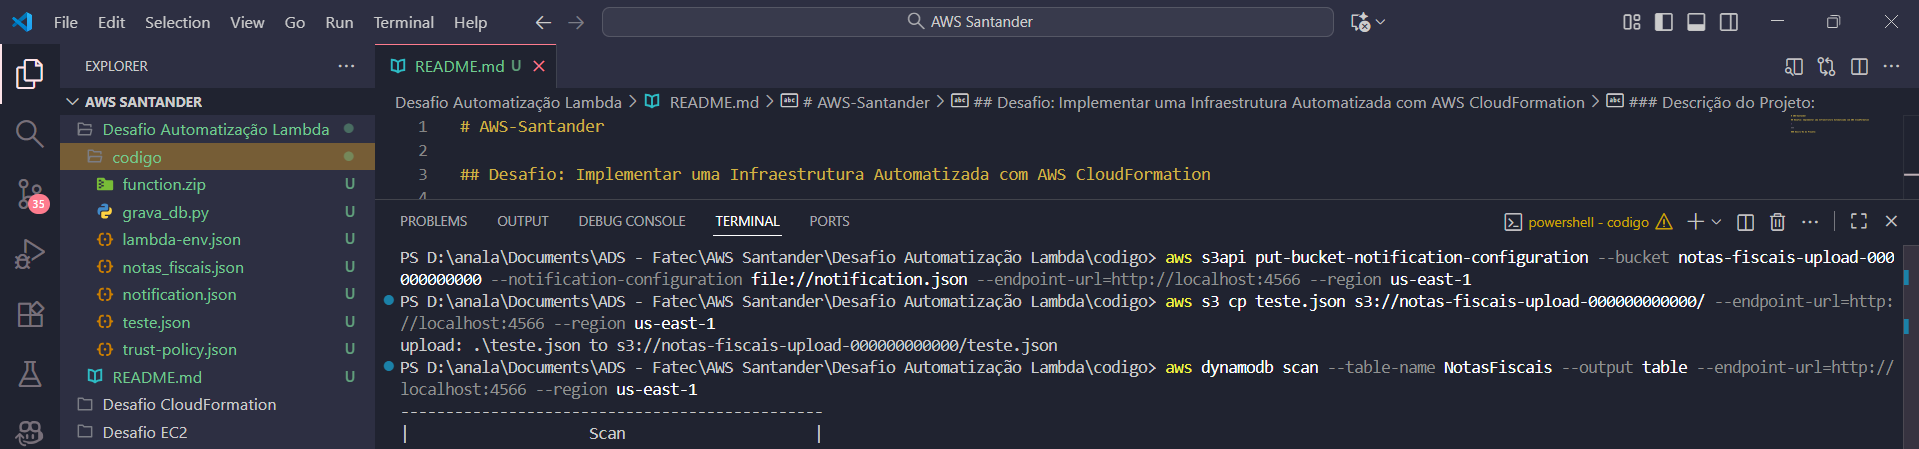 File Edit Selection View Go Run Terminal Help
AWS Santander
EXPLORER
AWS SANTANDER
Desafio Automatização Lambda
codigo
function.zip U
grava_db.py U
lambda-env.json U
notas_fiscais.json U
notification.json U
teste.json U
trust-policy.json U
README.md U
Desafio CloudFormation
Desafio EC2
35
README.md U
Desafio Automatização Lambda > README.md > # AWS-Santander > ## Desafio: Implementar uma Infraestrutura Automatizada com AWS CloudFormation > ### Descrição do Projeto:
1 # AWS-Santander
2
3 ## Desafio: Implementar uma Infraestrutura Automatizada com AWS CloudFormation
4
PROBLEMS OUTPUT DEBUG CONSOLE TERMINAL PORTS
powershell - codigo
PS D:\anala\Documents\ADS - Fatec\AWS Santander\Desafio Automatização Lambda\codigo> aws s3api put-bucket-notification-configuration --bucket notas-fiscais-upload-000
000000000 --notification-configuration file://notification.json --endpoint-url=http://localhost:4566 --region us-east-1
PS D:\anala\Documents\ADS - Fatec\AWS Santander\Desafio Automatização Lambda\codigo> aws s3 cp teste.json s3://notas-fiscais-upload-000000000000/ --endpoint-url=http:
//localhost:4566 --region us-east-1
upload: .\teste.json to s3://notas-fiscais-upload-000000000000/teste.json
PS D:\anala\Documents\ADS - Fatec\AWS Santander\Desafio Automatização Lambda\codigo> aws dynamodb scan --table-name NotasFiscais --output table --endpoint-url=http://
localhost:4566 --region us-east-1
-----------------------------------------------
| Scan |